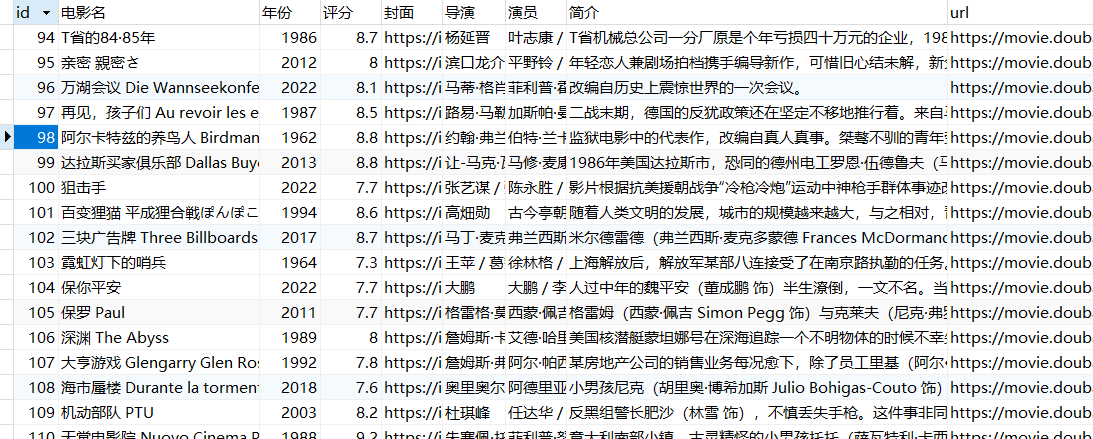 id 电影名 年份 评分 封面 导演 演员 简介 url
94 T省的84·85年 1986 8.7 https://i 杨延晋 叶志康 / T省机械总公司一分厂原是个年亏损四十万元的企业，198 https://movie.doub
95 亲密 親密さ 2012 8 https://i 滨口龙介 平野铃 / 年轻恋人兼剧场拍档携手编导新作，可惜旧心结未解，新 https://movie.doub
96 万湖会议 Die Wannseekonfe 2022 8.1 https://i 马蒂·格肖 菲利普· 改编自历史上震惊世界的一次会议。 https://movie.doub
97 再见，孩子们 Au revoir les e 1987 8.5 https://i 路易·马勒 加斯帕· 二战末期，德国的反犹政策还在坚定不移地推行着。来自 https://movie.doub
98 阿尔卡特兹的养鸟人 Birdman 1962 8.8 https://i 约翰·弗兰 伯特·兰 监狱电影中的代表作，改编自真人真事。桀骜不驯的青年 https://movie.doub
99 达拉斯买家俱乐部 Dallas Buy 2013 8.8 https://i 让-马克· 马修·麦 1986年美国达拉斯市，恐同的德州电工罗恩·伍德鲁夫（ https://movie.doub
100 狙击手 2022 7.7 https://i 张艺谋 / 陈永胜 / 影片根据抗美援朝战争“冷枪冷炮”运动中神枪手群体事迹改 https://movie.doub
101 百变狸猫 平成狸合戦ぽんぽこ 1994 8.6 https://i 高畑勋 古今亭朝 随着人类文明的发展，城市的规模越来越大，与之相对， https://movie.doub
102 三块广告牌 Three Billboards 2017 8.7 https://i 马丁·麦克 弗兰西斯 米尔德雷德（弗兰西斯·麦克多蒙德 Frances McDormand https://movie.doub
103 霓虹灯下的哨兵 1964 7.3 https://i 王苹 / 葛 徐林格 / 上海解放后，解放军某部八连接受了在南京路执勤的任务。 https://movie.doub
104 保你平安 2022 7.7 https://i 大鹏 大鹏 / 李 人过中年的魏平安（董成鹏 饰）半生潦倒，一文不名。当 https://movie.doub
105 保罗 Paul 2011 7.7 https://i 格雷格·莫 西蒙·佩吉 格雷姆（西蒙·佩吉 Simon Pegg 饰）与克莱夫（尼克·弗罗 https://movie.doub
106 深渊 The Abyss 1989 8 https://i 詹姆斯·卡 艾德·哈里 美国核潜艇蒙坦娜号在深海追踪一个不明物体的时候不幸 https://movie.doub
107 大亨游戏 Glengarry Glen Ros 1992 7.8 https://i 詹姆斯·弗 阿尔·帕西 某房地产公司的销售业务每况愈下，除了员工里基（阿尔· https://movie.doub
108 海市蜃楼 Durante la torment 2018 7.6 https://i 奥里奥尔 阿德里亚 小男孩尼克（胡里奥·博希加斯 Julio Bohigas-Couto 饰） https://movie.doub
109 机动部队 PTU 2003 8.2 https://i 杜琪峰 任达华 / 反黑组警长肥沙（林雪 饰），不慎丢失手枪。这件事非同 https://movie.doub
110 天堂电影院 Nuovo Cinema P 1988 9.2 https://i 朱塞佩·托 菲利普· 意大利南部小镇，古灵精怪的小男孩托托（萨瓦特利·卡西 https://movie.doub